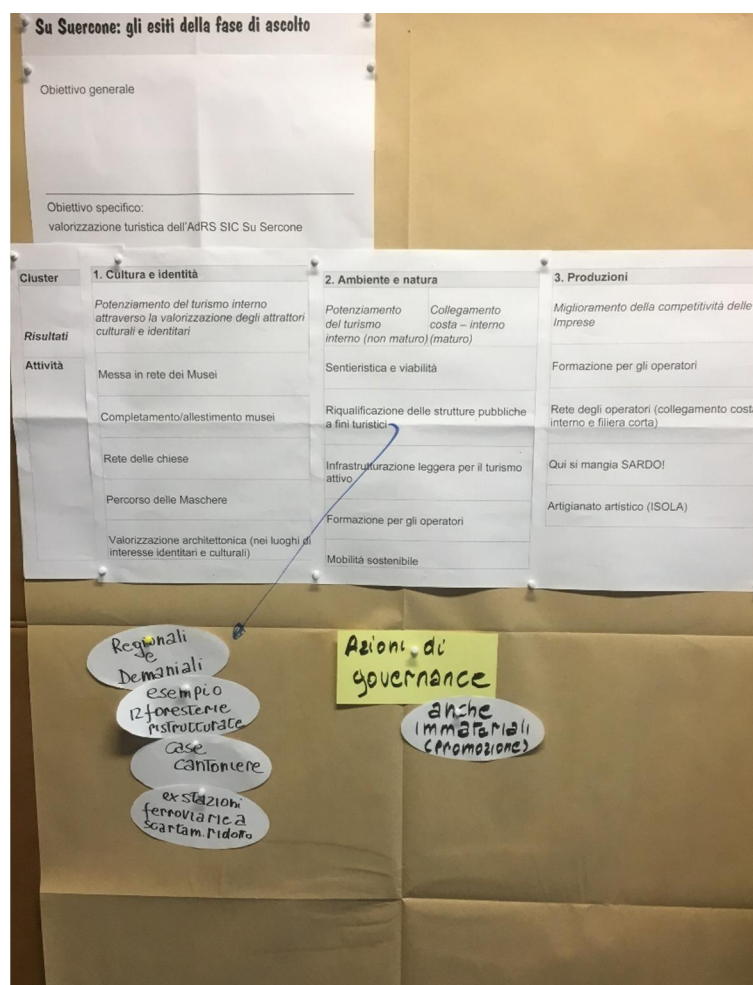 Su Suercone: gli esiti della fase di ascolto
Obiettivo generale
Obiettivo specifico:
valorizzazione turistica dell'AdRS SIC Su Sercone
Cluster
Risultati
Attività
1. Cultura e identità
Potenziamento del turismo interno
attraverso la valorizzazione degli attrattori
culturali e identitari
Messa in rete dei Musei
Completamento/allestimento musei
Rete delle chiese
Percorso delle Maschere
Valorizzazione architettonica (nei luoghi di
interesse identitari e culturali)
2. Ambiente e natura
Potenziamento
del turismo
interno (non maturo)
Collegamento
costa – interno
(maturo)
Sentieristica e viabilità
Riqualificazione delle strutture pubbliche
a fini turistici
Infrastrutturazione leggera per il turismo
attivo
Formazione per gli operatori
Mobilità sostenibile
3. Produzioni
Miglioramento della competitività delle
Imprese
Formazione per gli operatori
Rete degli operatori (collegamento costa
interno e filiera corta)
Qui si mangia SARDO!
Artigianato artistico (ISOLA)
Regionali
e
Demaniali
esempio
12 foresterie
ristrutturate
case
cantoniere
ex stazioni
ferroviarie a
scartam. ridotto
Azioni di
governance
anche
immateriali
(promozione)